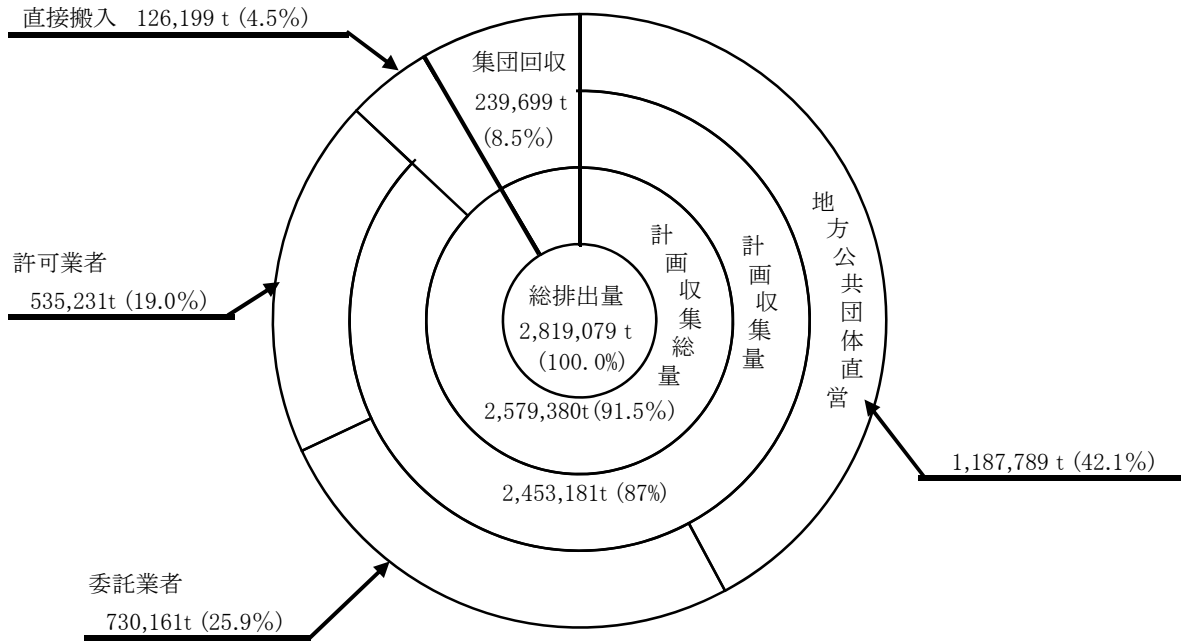 直接搬入 126,199 t (4.5%)
集団回収
239,699 t
(8.5%)
地方公共団体直営
計画収集量
計画収集総量
許可業者
535,231t (19.0%)
総排出量
2,819,079 t
(100.0%)
2,579,380t(91.5%)
1,187,789 t (42.1%)
2,453,181t (87%)
委託業者
730,161t (25.9%)